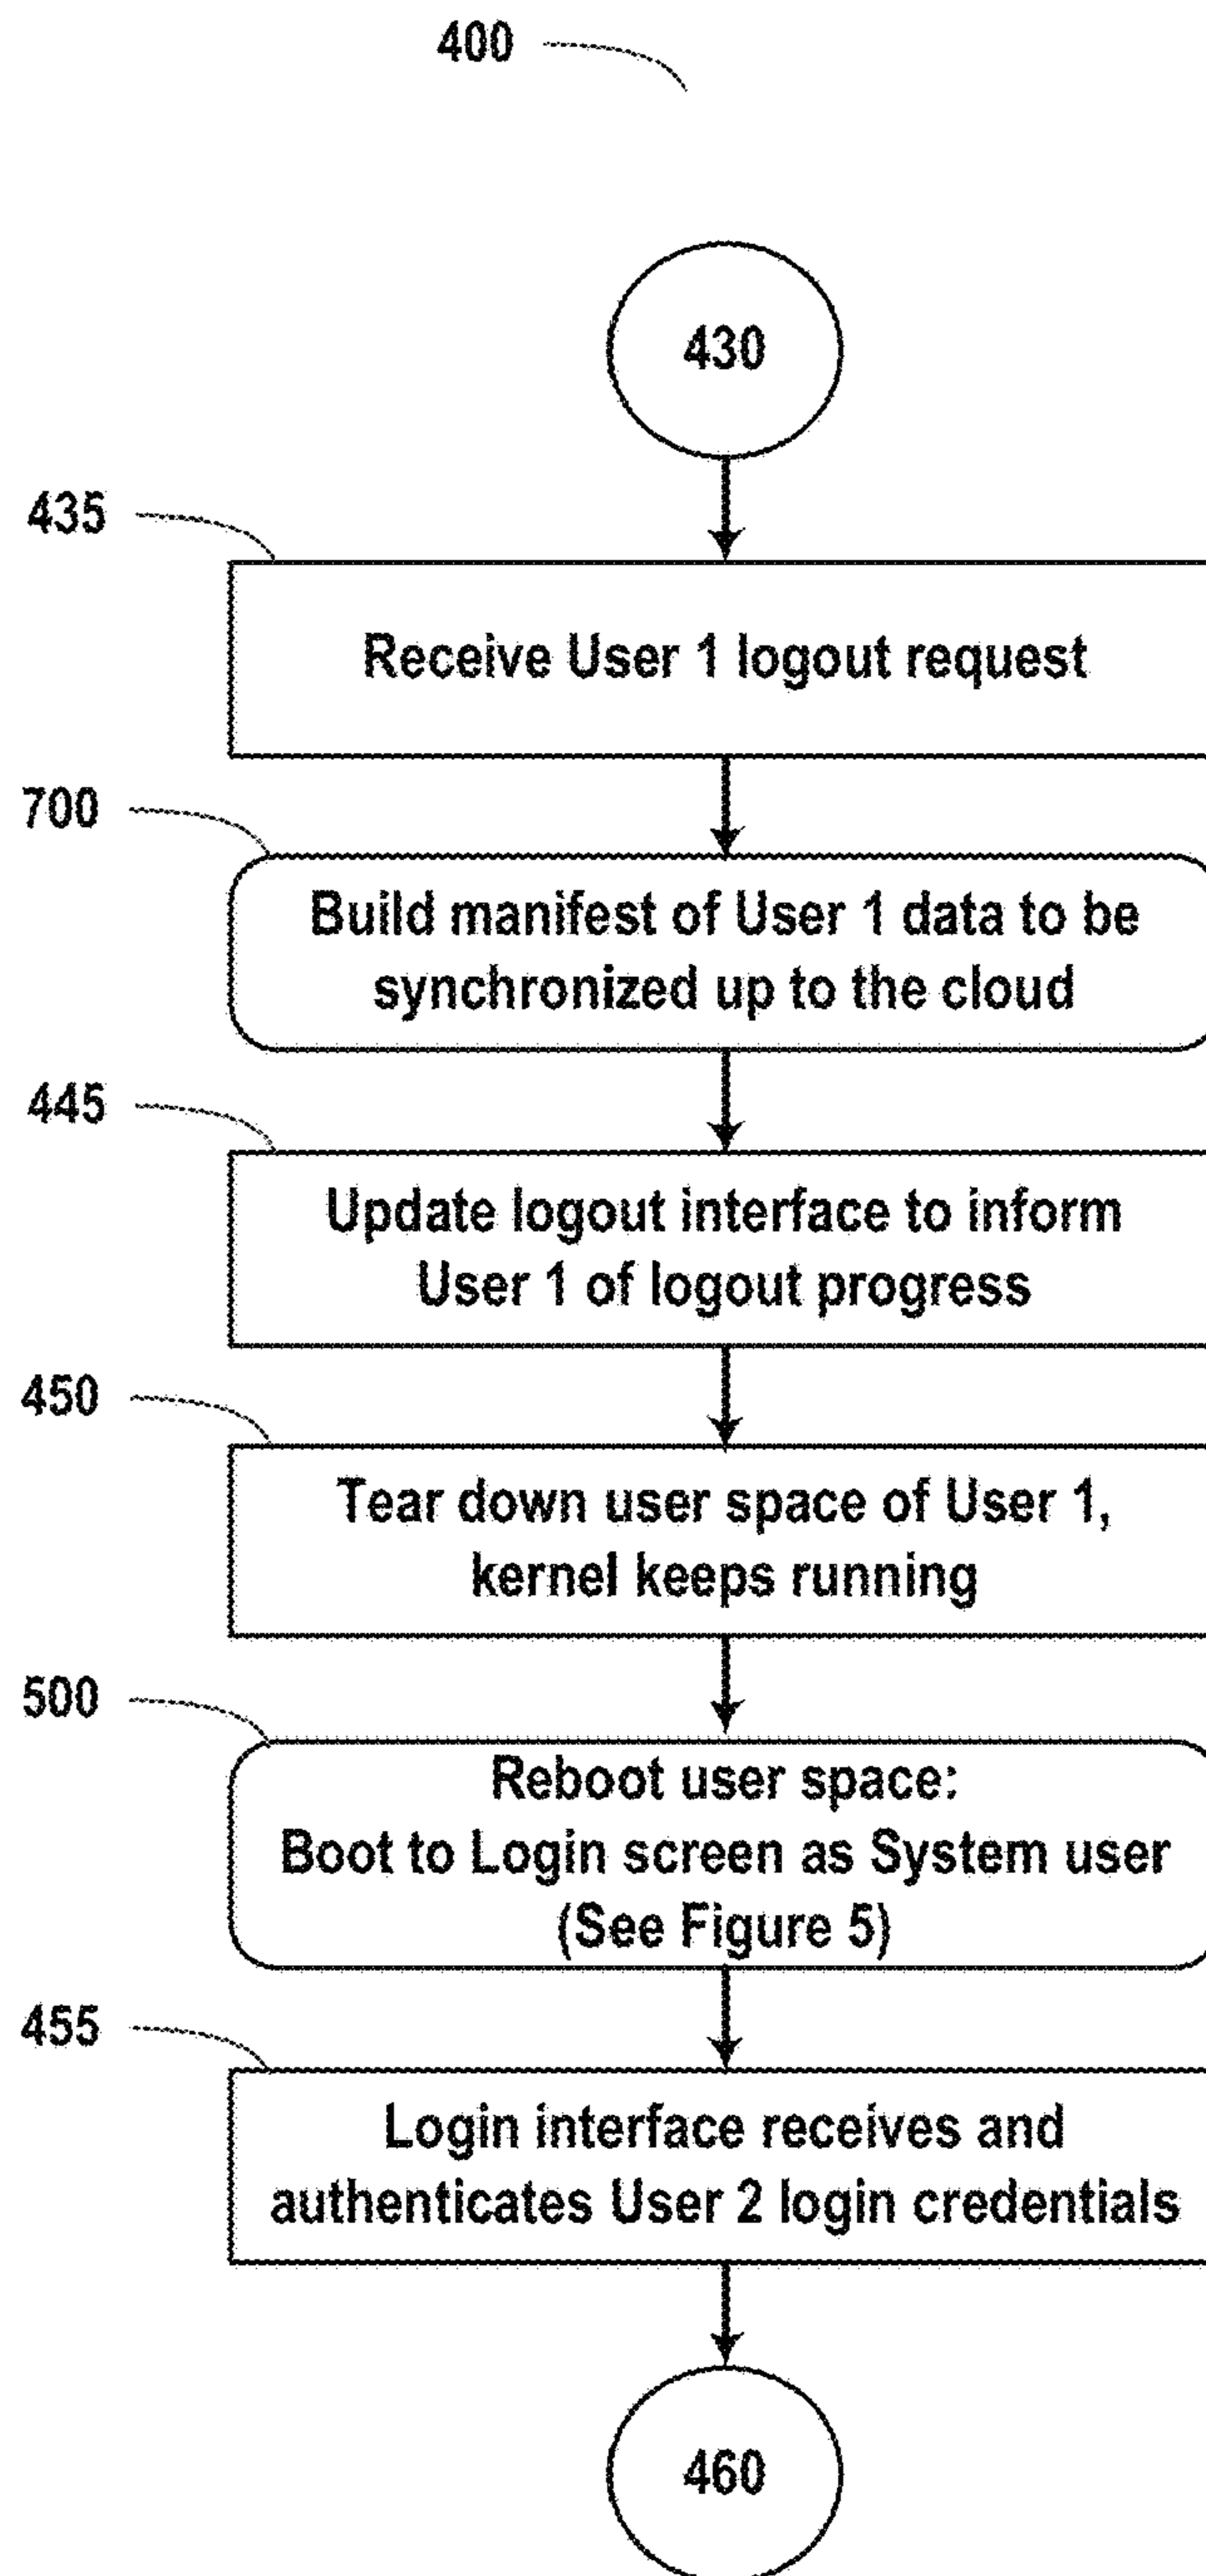 400
430
435
Receive User 1 logout request
700
Build manifest of User 1 data to be
synchronized up to the cloud
445
Update logout interface to inform
User 1 of logout progress
450
Tear down user space of User 1,
kernel keeps running
500
Reboot user space:
Boot to Login screen as System user
(See Figure 5)
455
Login interface receives and
authenticates User 2 login credentials
460